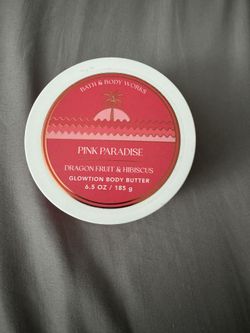 BATH & BODY WORKS
PINK PARADISE
DRAGON FRUIT & HIBISCUS
GLOWTION BODY BUTTER
6.5 OZ / 185 g